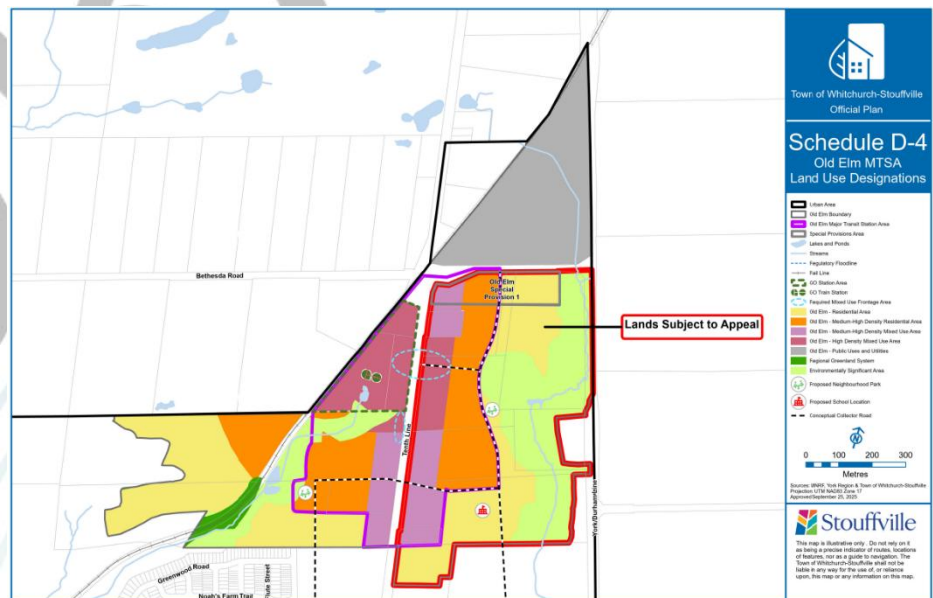 Town of Whitchurch-Stouffville
Official Plan
Schedule D-4
Old Elm MTSA
Land Use Designations
Urban Area
Old Elm Boundary
Old Elm Major Transit Station Area
Special Provisions Area
Lakes and Ponds
Streams
Regulatory Floodline
Rail Line
GO Station Area
GO Train Station
Required Mixed Use Frontage Area
Old Elm - Residential Area
Old Elm - Medium-High Density Residential Area
Old Elm - Medium-High Density Mixed Use Area
Old Elm - High Density Mixed Use Area
Old Elm - Public Uses and Utilities
Regional Greenland System
Environmentally Significant Area
Proposed Neighbourhood Park
Proposed School Location
Conceptual Collector Road
0 100 200 300
Metres
Sources: MNRF, York Region & Town of Whitchurch-Stouffville
Projection: UTM NAD83 Zone 17
Approved September 25, 2025
Stouffville
This map is illustrative only. Do not rely on it
as being a precise indicator of routes, locations
of features, nor as a guide to navigation. The
Town of Whitchurch-Stouffville shall not be
liable in any way for the use of, or reliance
upon, this map or any information on this map.
Bethesda Road
Old Elm
Special
Provision 1
Lands Subject to Appeal
Tenth Line
York/Durham Line
Greenwood Road
Flute Street
Noah's Farm Trail